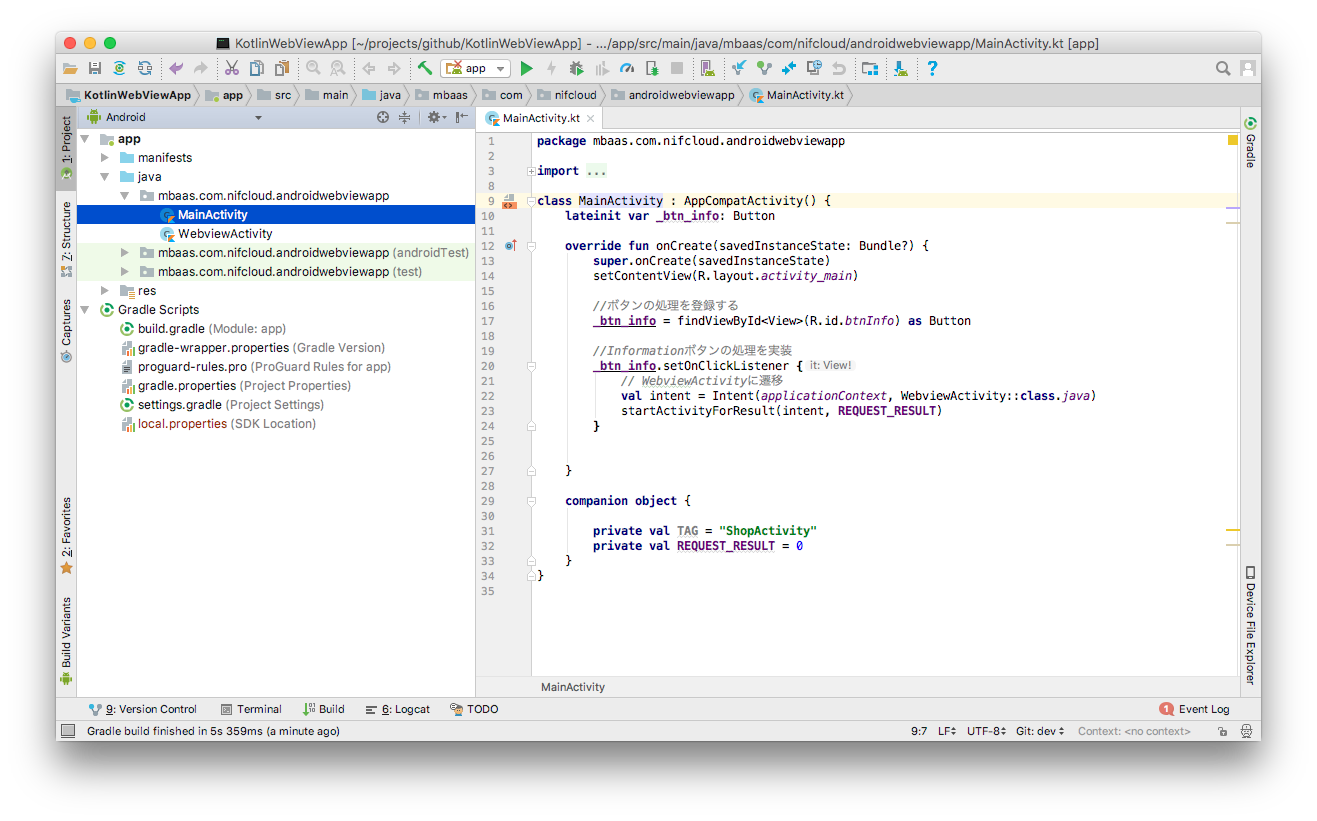 KotlinWebViewApp [~/projects/github/KotlinWebViewApp] - .../app/src/main/java/mbaas/com/nifcloud/androidwebviewapp/MainActivity.kt [app]
app
KotlinWebViewApp app src main java mbaas com nifcloud androidwebviewapp MainActivity.kt
1: Project
Z: Structure
Captures
2: Favorites
Build Variants
Android
app
manifests
java
mbaas.com.nifcloud.androidwebviewapp
MainActivity
WebviewActivity
mbaas.com.nifcloud.androidwebviewapp (androidTest)
mbaas.com.nifcloud.androidwebviewapp (test)
res
Gradle Scripts
build.gradle (Module: app)
gradle-wrapper.properties (Gradle Version)
proguard-rules.pro (ProGuard Rules for app)
gradle.properties (Project Properties)
settings.gradle (Project Settings)
local.properties (SDK Location)
MainActivity.kt
1 package mbaas.com.nifcloud.androidwebviewapp
2
3 import ...
8
9 class MainActivity : AppCompatActivity() {
10 lateinit var _btn_info: Button
11
12 override fun onCreate(savedInstanceState: Bundle?) {
13 super.onCreate(savedInstanceState)
14 setContentView(R.layout.activity_main)
15
16 //ボタンの処理を登録する
17 _btn_info = findViewById<View>(R.id.btnInfo) as Button
18
19 //Informationボタンの処理を実装
20 _btn_info.setOnClickListener { it: View!
21 // WebviewActivityに遷移
22 val intent = Intent(applicationContext, WebviewActivity::class.java)
23 startActivityForResult(intent, REQUEST_RESULT)
24 }
25
26
27 }
28
29 companion object {
30
31 private val TAG = "ShopActivity"
32 private val REQUEST_RESULT = 0
33 }
34 }
35
MainActivity
Gradle
Device File Explorer
9: Version Control Terminal Build 6: Logcat TODO 1 Event Log
Gradle build finished in 5s 359ms (a minute ago) 9:7 LF UTF-8 Git: dev Context: <no context>